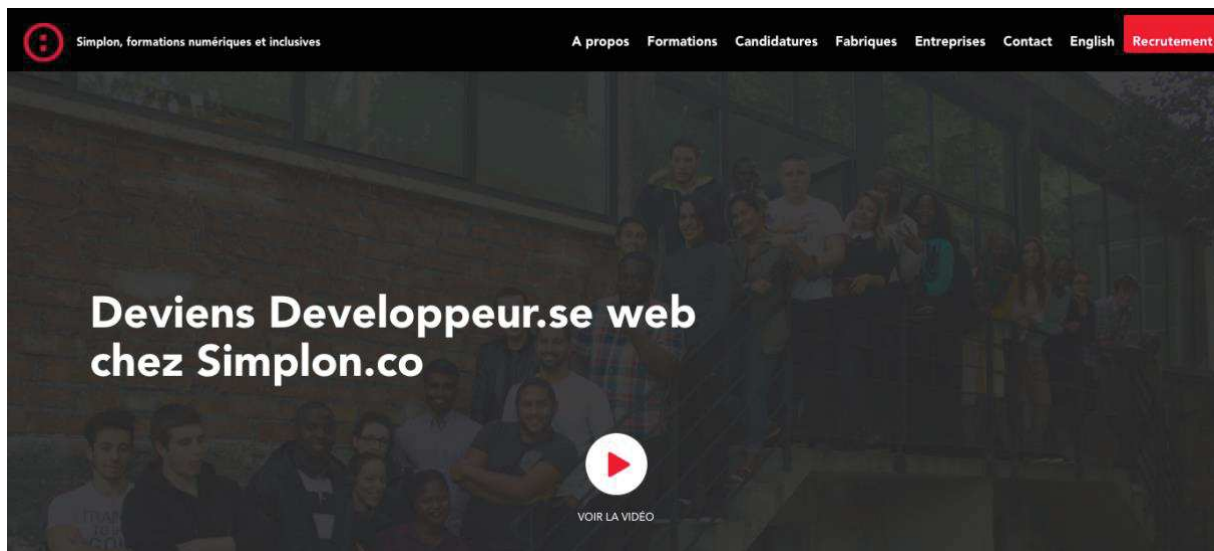 Simplon, formations numériques et inclusives
A propos Formations Candidatures Fabriques Entreprises Contact English Recrutement
Deviens Developpeur.se web
chez Simplon.co
VOIR LA VIDÉO